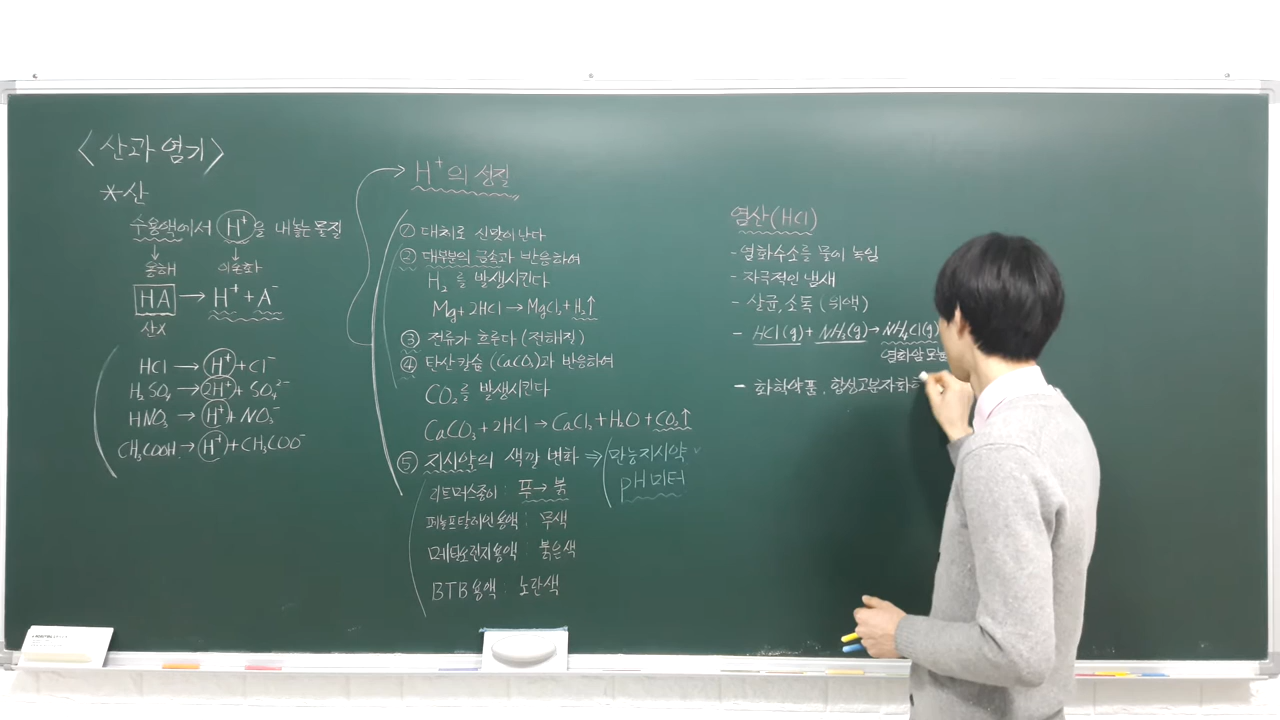 <산과 염기>
*산
수용액에서 H⁺을 내놓는 물질
↓ ↓
용해 이온화
HA → H⁺ + A⁻
산X
HCl → H⁺ + Cl⁻
H₂SO₄ → 2H⁺ + SO₄²⁻
HNO₃ → H⁺ + NO₃⁻
CH₃COOH → H⁺ + CH₃COO⁻
H⁺의 성질
① 대체로 신맛이 난다
② 대부분의 금속과 반응하여
H₂를 발생시킨다
Mg + 2HCl → MgCl₂ + H₂↑
③ 전류가 흐른다 (전해질)
④ 탄산칼슘 (CaCO₃)과 반응하여
CO₂를 발생시킨다
CaCO₃ + 2HCl → CaCl₂ + H₂O + CO₂↑
⑤ 지시약의 색깔 변화 ⇒ 만능지시약
pH미터
리트머스종이 : 푸 → 붉
페놀프탈레인용액 : 무색
메틸오렌지용액 : 붉은색
BTB용액 : 노란색
염산(HCl)
- 염화수소를 물에 녹임
- 자극적인 냄새
- 살균, 소독 (위액)
- HCl(g) + NH₃(g) → NH₄Cl(s)
염화암모늄
- 화학약품, 합성고분자화